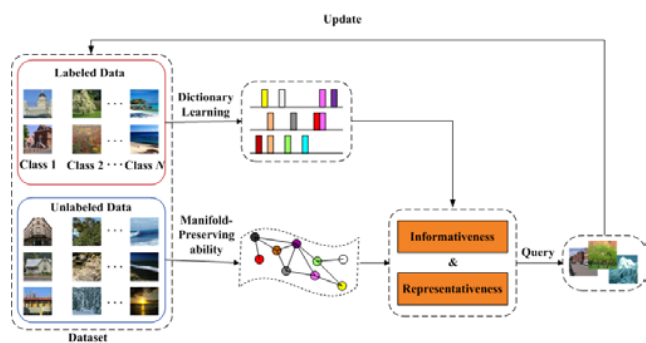 Update
Labeled Data
Class 1 Class 2 Class N
Dictionary
Learning
Unlabeled Data
Manifold-
Preserving
ability
Informativeness
&
Representativeness
Query
Dataset